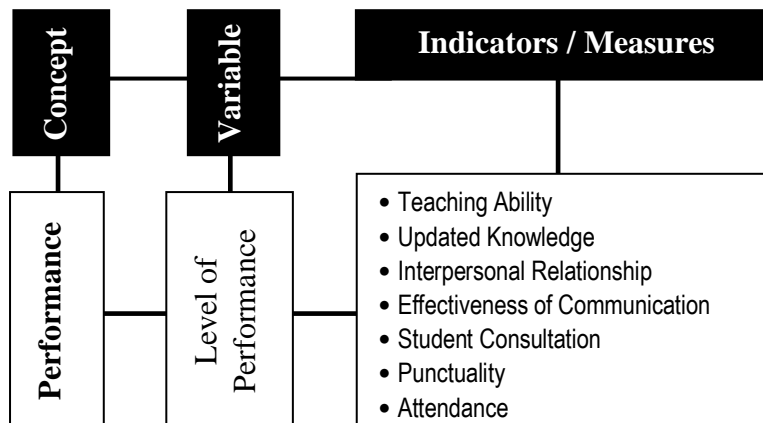 Concept
Variable
Indicators / Measures
Performance
Level of
Performance
• Teaching Ability
• Updated Knowledge
• Interpersonal Relationship
• Effectiveness of Communication
• Student Consultation
• Punctuality
• Attendance